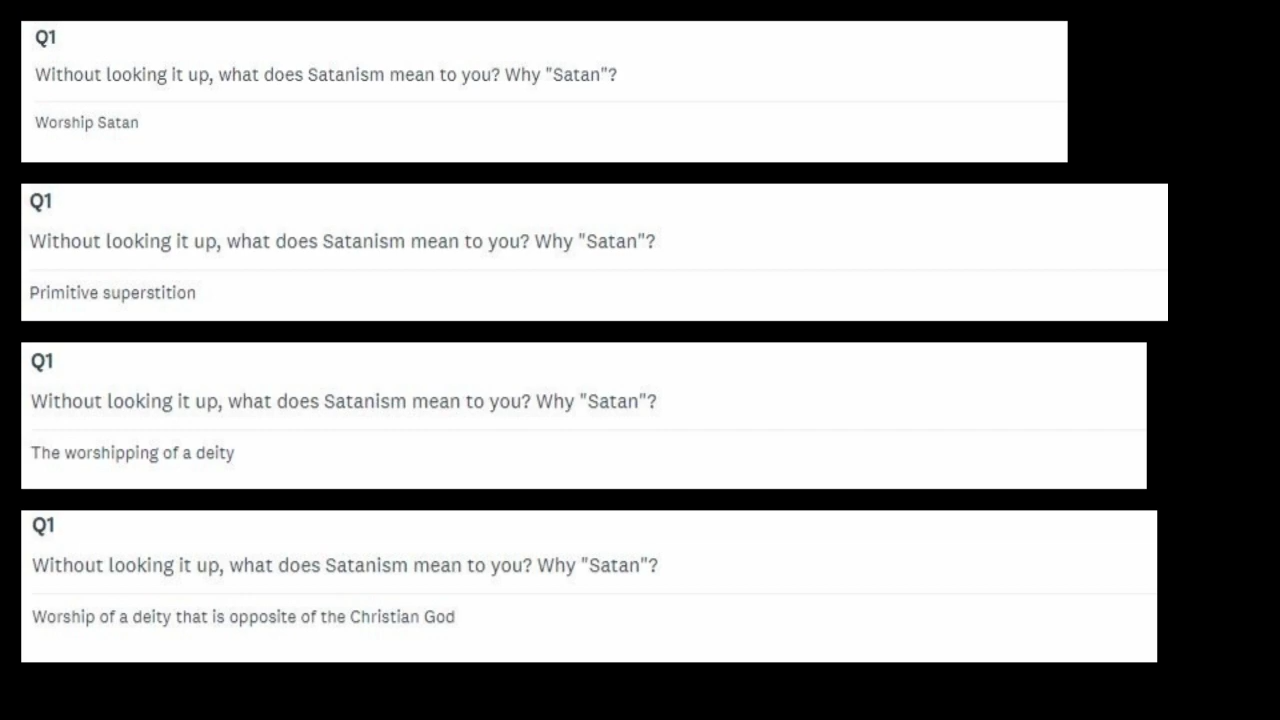 Q1
Without looking it up, what does Satanism mean to you? Why "Satan"?
Worship Satan
Q1
Without looking it up, what does Satanism mean to you? Why "Satan"?
Primitive superstition
Q1
Without looking it up, what does Satanism mean to you? Why "Satan"?
The worshipping of a deity
Q1
Without looking it up, what does Satanism mean to you? Why "Satan"?
Worship of a deity that is opposite of the Christian God